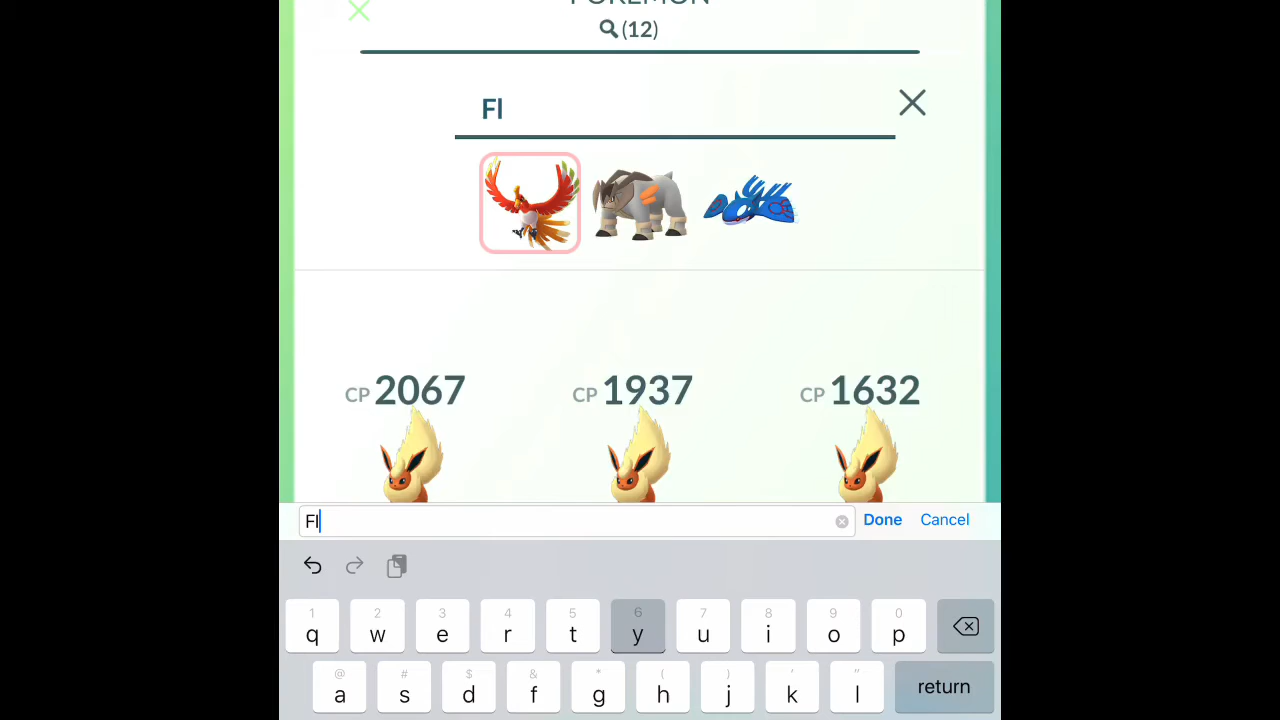 POKÉMON
(12)
Fl
CP 2067 CP 1937 CP 1632
Fl Done Cancel
1 2 3 4 5 6 7 8 9 0
q w e r t y u i o p
@ # $ & * ( ) ' "
a s d f g h j k l return